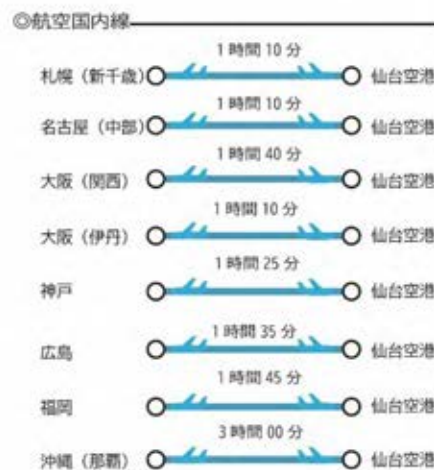 ◎航空国内線
1時間10分
札幌（新千歳） 仙台空港
1時間10分
名古屋（中部） 仙台空港
1時間40分
大阪（関西） 仙台空港
1時間10分
大阪（伊丹） 仙台空港
1時間25分
神戸 仙台空港
1時間35分
広島 仙台空港
1時間45分
福岡 仙台空港
3時間00分
沖縄（那覇） 仙台空港